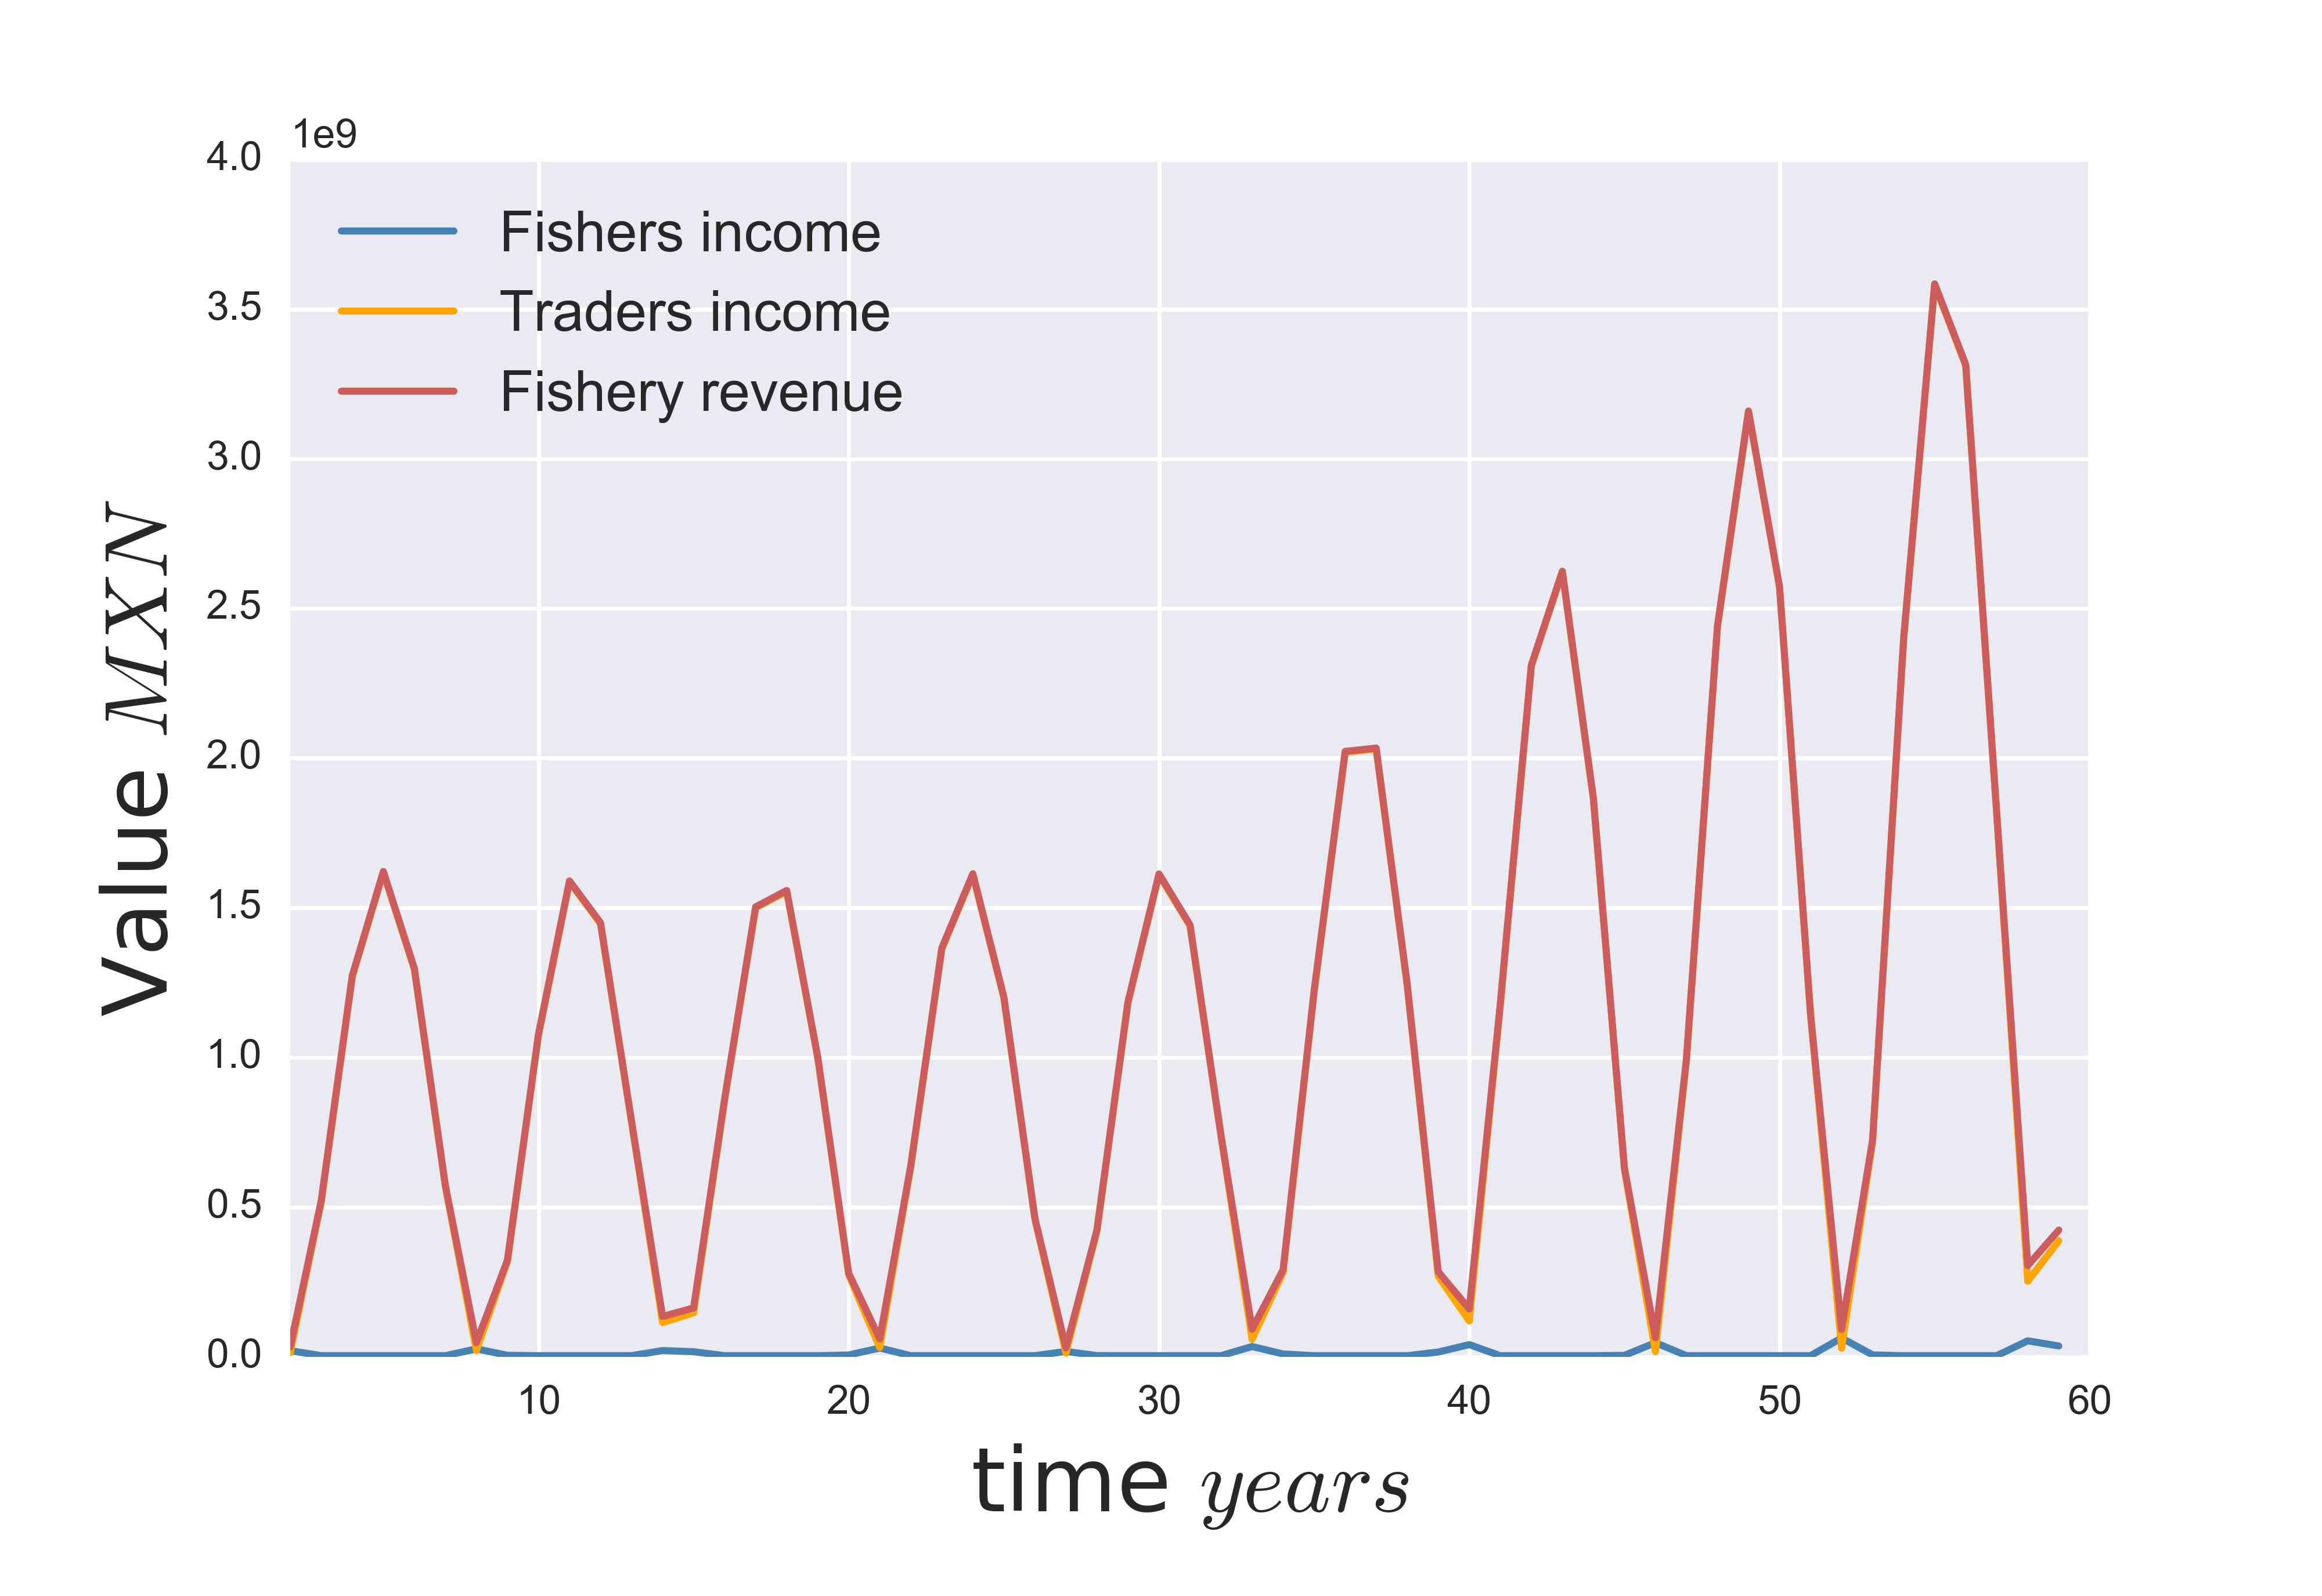 1e9
4.0
3.5
3.0
2.5
2.0
1.5
1.0
0.5
0.0
Value MXN
Fishers income
Traders income
Fishery revenue
10 20 30 40 50 60
time years